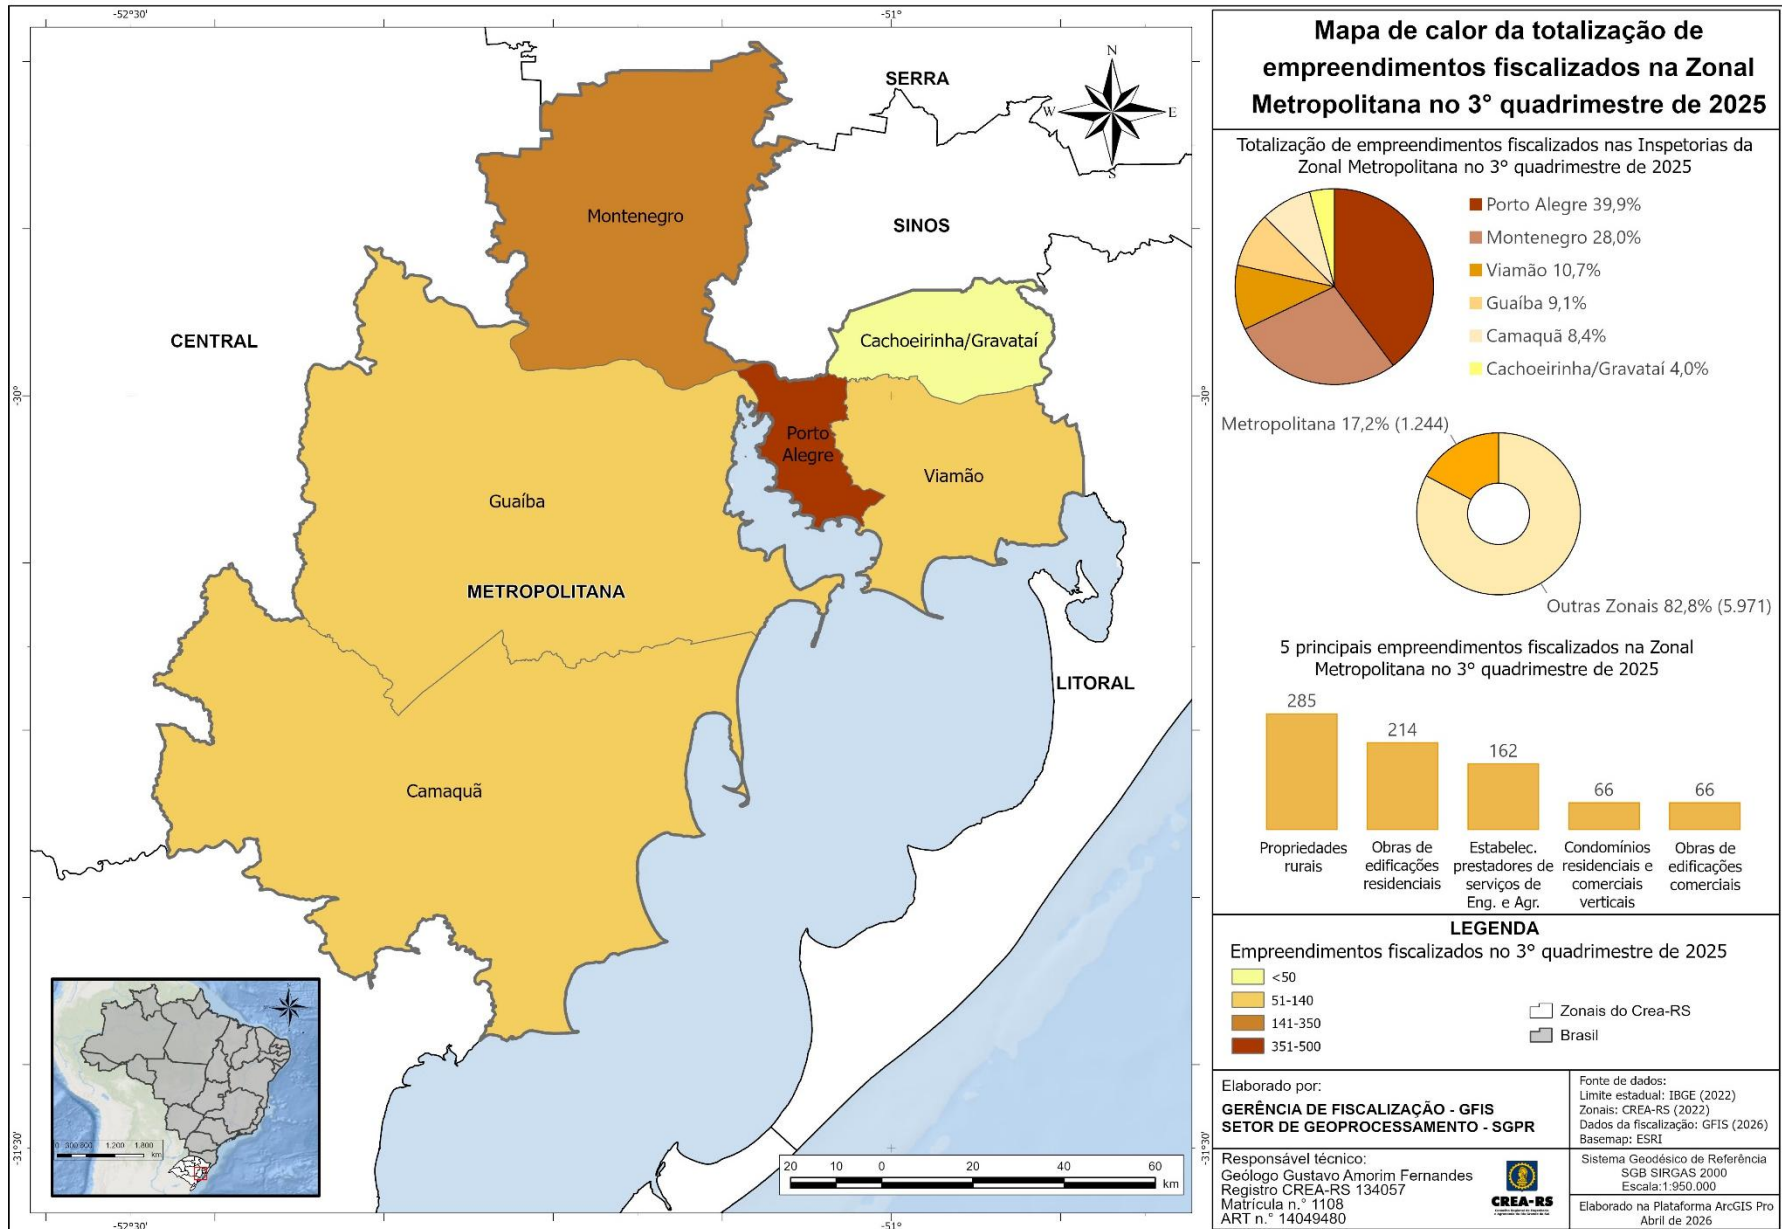 -52°30'
-51°
Mapa de calor da totalização de
empreendimentos fiscalizados na Zonal
Metropolitana no 3° quadrimestre de 2025
N
W
E
S
SERRA
SINOS
CENTRAL
METROPOLITANA
LITORAL
Montenegro
Cachoeirinha/Gravataí
Porto
Alegre
Viamão
Guaíba
Camaquã
-30°
-30°
-31°30'
-31°30'
-52°30'
-51°
Totalização de empreendimentos fiscalizados nas Inspetorias da
Zonal Metropolitana no 3° quadrimestre de 2025
Porto Alegre 39,9%
Montenegro 28,0%
Viamão 10,7%
Guaíba 9,1%
Camaquã 8,4%
Cachoeirinha/Gravataí 4,0%
Metropolitana 17,2% (1.244)
Outras Zonais 82,8% (5.971)
5 principais empreendimentos fiscalizados na Zonal
Metropolitana no 3° quadrimestre de 2025
285
214
162
66
66
Propriedades
rurais
Obras de
edificações
residenciais
Estabelec.
prestadores de
serviços de
Eng. e Agr.
Condomínios
residenciais e
comerciais
verticais
Obras de
edificações
comerciais
LEGENDA
Empreendimentos fiscalizados no 3° quadrimestre de 2025
<50
51-140
141-350
351-500
Zonais do Crea-RS
Brasil
0 300 600 1.200 1.800
km
20 10 0 20 40 60
km
Elaborado por:
GERÊNCIA DE FISCALIZAÇÃO - GFIS
SETOR DE GEOPROCESSAMENTO - SGPR
Fonte de dados:
Limite estadual: IBGE (2022)
Zonais: CREA-RS (2022)
Dados da fiscalização: GFIS (2026)
Basemap: ESRI
Responsável técnico:
Geólogo Gustavo Amorim Fernandes
Registro CREA-RS 134057
Matrícula n.° 1108
ART n.° 14049480
CREA-RS
Sistema Geodésico de Referência
SGB SIRGAS 2000
Escala:1:950.000
Elaborado na Plataforma ArcGIS Pro
Abril de 2026